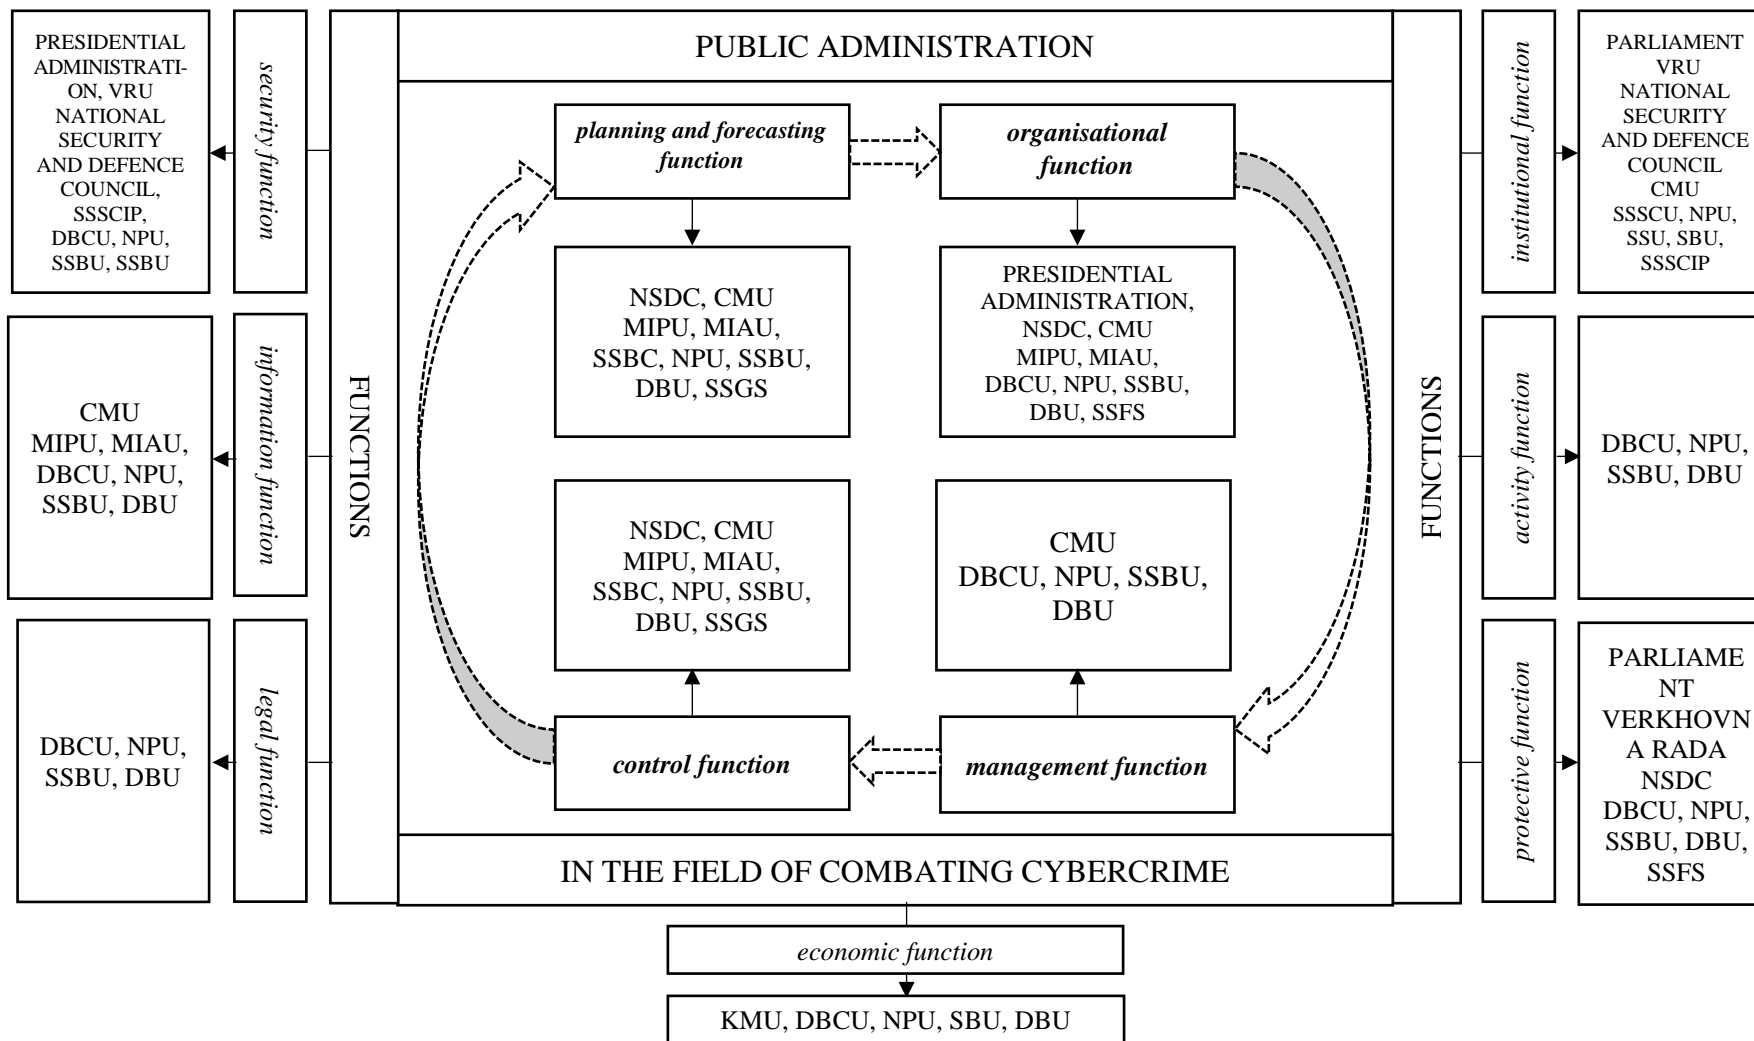 PUBLIC ADMINISTRATION
PRESIDENTIAL
ADMINISTRATI-
ON, VRU
NATIONAL
SECURITY
AND DEFENCE
COUNCIL,
SSSCIP,
DBCU, NPU,
SSBU, SSBU
security function
CMU
MIPU, MIAU,
DBCU, NPU,
SSBU, DBU
information function
DBCU, NPU,
SSBU, DBU
legal function
FUNCTIONS
planning and forecasting
function
organisational
function
NSDC, CMU
MIPU, MIAU,
SSBC, NPU, SSBU,
DBU, SSGS
PRESIDENTIAL
ADMINISTRATION,
NSDC, CMU
MIPU, MIAU,
DBCU, NPU, SSBU,
DBU, SSFS
NSDC, CMU
MIPU, MIAU,
SSBC, NPU, SSBU,
DBU, SSGS
CMU
DBCU, NPU, SSBU,
DBU
control function
management function
FUNCTIONS
institutional function
PARLIAMENT
VRU
NATIONAL
SECURITY
AND DEFENCE
COUNCIL
CMU
SSSCU, NPU,
SSU, SBU,
SSSCIP
activity function
DBCU, NPU,
SSBU, DBU
protective function
PARLIAME
NT
VERKHOVN
A RADA
NSDC
DBCU, NPU,
SSBU, DBU,
SSFS
IN THE FIELD OF COMBATING CYBERCRIME
economic function
KMU, DBCU, NPU, SBU, DBU